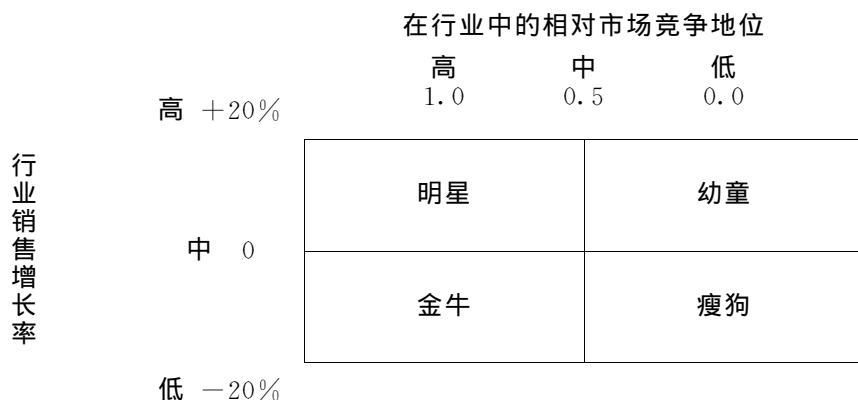 在行业中的相对市场竞争地位
高 中 低
1.0 0.5 0.0
高 +20%
明星 幼童
行业销售增长率
中 0
金牛 瘦狗
低 -20%